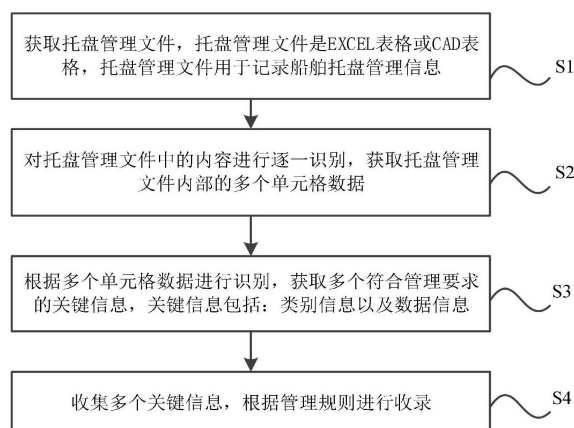 获取托盘管理文件，托盘管理文件是EXCEL表格或CAD表
格，托盘管理文件用于记录船舶托盘管理信息
S1
对托盘管理文件中的内容进行逐一识别，获取托盘管理
文件内部的多个单元格数据
S2
根据多个单元格数据进行识别，获取多个符合管理要求
的关键信息，关键信息包括：类别信息以及数据信息
S3
收集多个关键信息，根据管理规则进行收录
S4